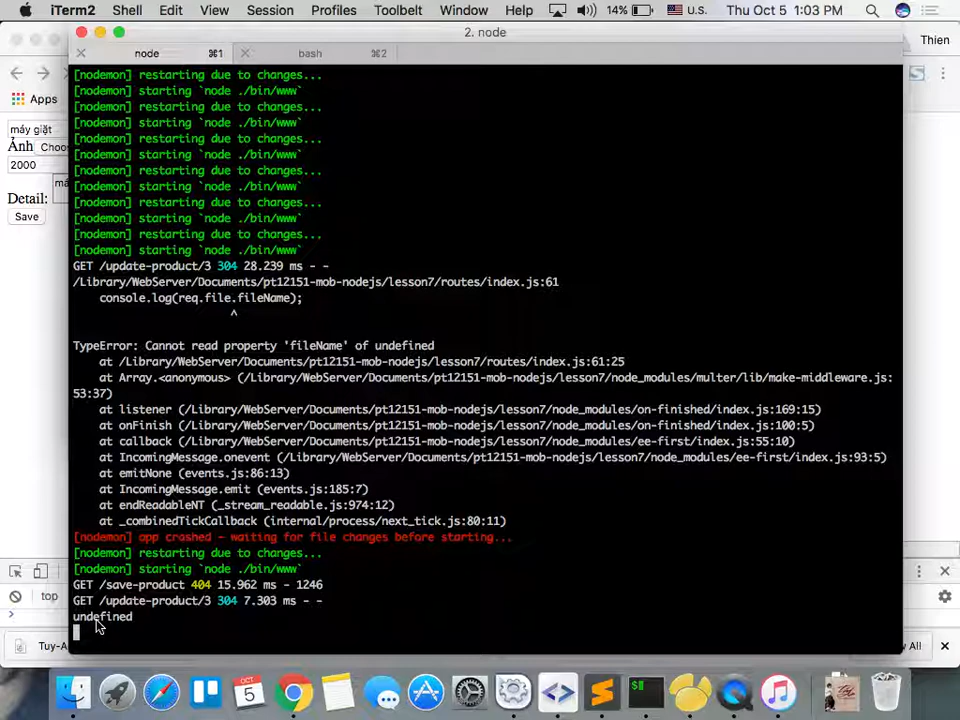 iTerm2 Shell Edit View Session Profiles Toolbelt Window Help 14% U.S. Thu Oct 5 1:03 PM
2. node
node ⌘1 bash ⌘2
Thien
Apps
máy giặt
Ảnh Choos
2000
má
Detail:
Save
[nodemon] restarting due to changes...
[nodemon] starting `node ./bin/www`
[nodemon] restarting due to changes...
[nodemon] starting `node ./bin/www`
[nodemon] restarting due to changes...
[nodemon] starting `node ./bin/www`
[nodemon] restarting due to changes...
[nodemon] starting `node ./bin/www`
[nodemon] restarting due to changes...
[nodemon] starting `node ./bin/www`
[nodemon] restarting due to changes...
[nodemon] starting `node ./bin/www`
GET /update-product/3 304 28.239 ms - -
/Library/WebServer/Documents/pt12151-mob-nodejs/lesson7/routes/index.js:61
console.log(req.file.fileName);
^
TypeError: Cannot read property 'fileName' of undefined
at /Library/WebServer/Documents/pt12151-mob-nodejs/lesson7/routes/index.js:61:25
at Array.<anonymous> (/Library/WebServer/Documents/pt12151-mob-nodejs/lesson7/node_modules/multer/lib/make-middleware.js:
53:37)
at listener (/Library/WebServer/Documents/pt12151-mob-nodejs/lesson7/node_modules/on-finished/index.js:169:15)
at onFinish (/Library/WebServer/Documents/pt12151-mob-nodejs/lesson7/node_modules/on-finished/index.js:100:5)
at callback (/Library/WebServer/Documents/pt12151-mob-nodejs/lesson7/node_modules/ee-first/index.js:55:10)
at IncomingMessage.onevent (/Library/WebServer/Documents/pt12151-mob-nodejs/lesson7/node_modules/ee-first/index.js:93:5)
at emitNone (events.js:86:13)
at IncomingMessage.emit (events.js:185:7)
at endReadableNT (_stream_readable.js:974:12)
at _combinedTickCallback (internal/process/next_tick.js:80:11)
[nodemon] app crashed - waiting for file changes before starting...
[nodemon] restarting due to changes...
[nodemon] starting `node ./bin/www`
GET /save-product 404 15.962 ms - 1246
GET /update-product/3 304 7.303 ms - -
undefined
top
Tuy-A
w All
OCT
5